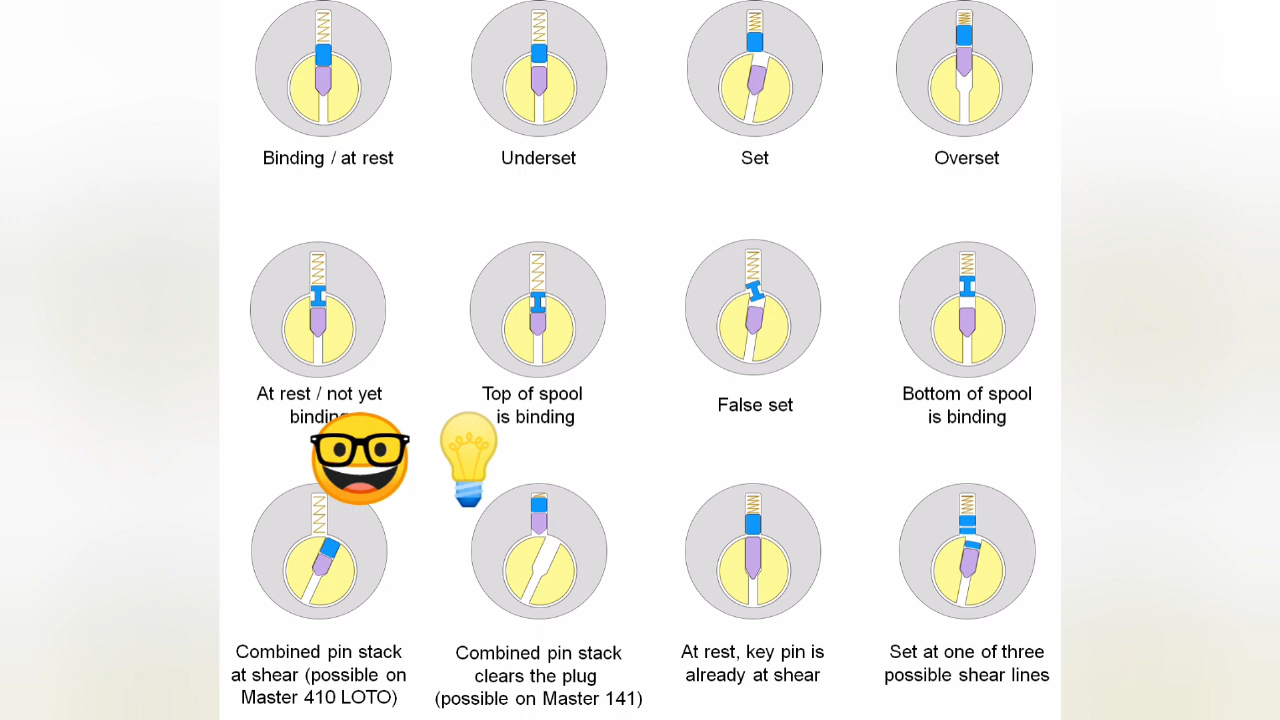 Binding / at rest
Underset
Set
Overset
At rest / not yet
binding
Top of spool
is binding
False set
Bottom of spool
is binding
Combined pin stack
at shear (possible on
Master 410 LOTO)
Combined pin stack
clears the plug
(possible on Master 141)
At rest, key pin is
already at shear
Set at one of three
possible shear lines